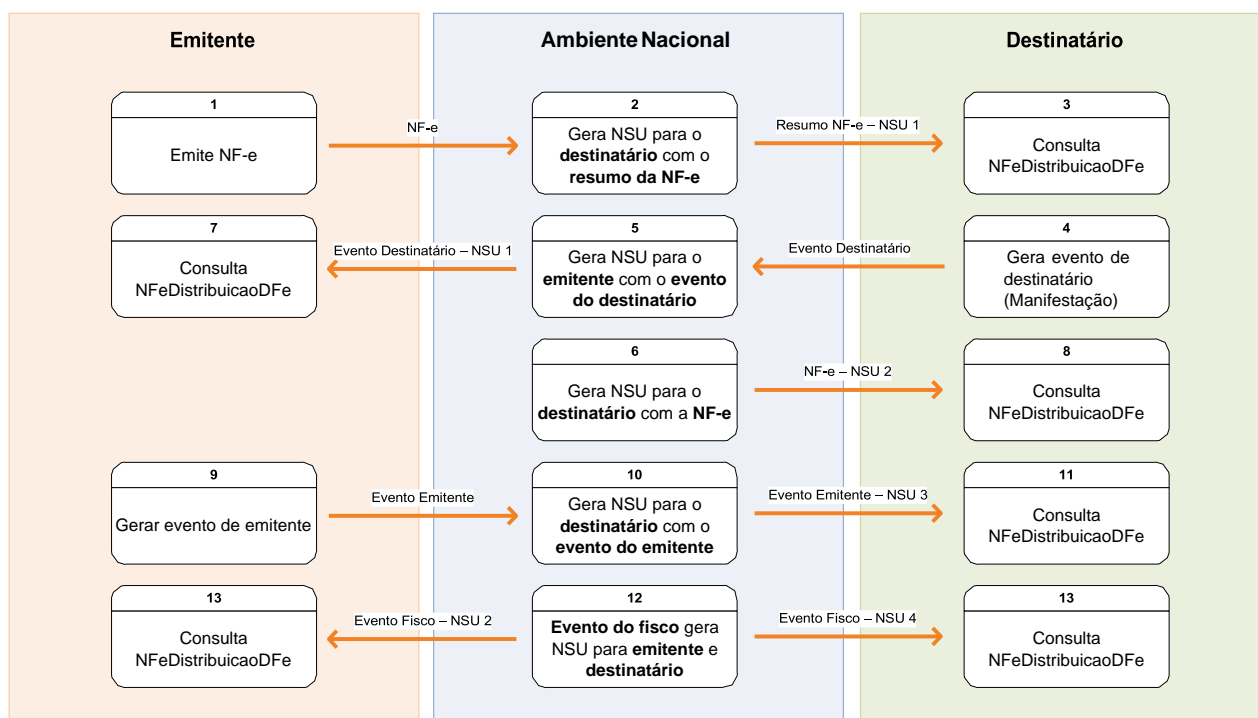 Emitente
Ambiente Nacional
Destinatário
1
Emite NF-e
NF-e
2
Gera NSU para o
destinatário com o
resumo da NF-e
Resumo NF-e – NSU 1
3
Consulta
NFeDistribuicaoDFe
7
Consulta
NFeDistribuicaoDFe
Evento Destinatário – NSU 1
5
Gera NSU para o
emitente com o evento
do destinatário
Evento Destinatário
4
Gera evento de
destinatário
(Manifestação)
6
Gera NSU para o
destinatário com a NF-e
NF-e – NSU 2
8
Consulta
NFeDistribuicaoDFe
9
Gerar evento de emitente
Evento Emitente
10
Gera NSU para o
destinatário com o
evento do emitente
Evento Emitente – NSU 3
11
Consulta
NFeDistribuicaoDFe
13
Consulta
NFeDistribuicaoDFe
Evento Fisco – NSU 2
12
Evento do fisco gera
NSU para emitente e
destinatário
Evento Fisco – NSU 4
13
Consulta
NFeDistribuicaoDFe